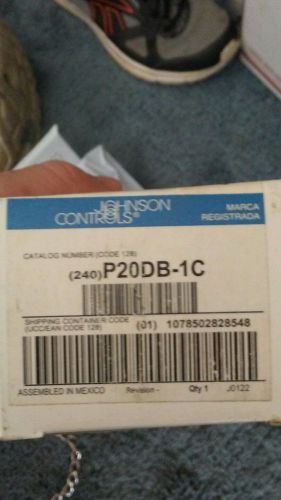 JOHNSON
CONTROLS®
MARCA
REGISTRADA
CATALOG NUMBER (CODE 128)
(240) P20DB-1C
SHIPPING CONTAINER CODE
(UCC/EAN CODE 128)
(01) 1078502828548
ASSEMBLED IN MEXICO Revision - Qty 1 J0122